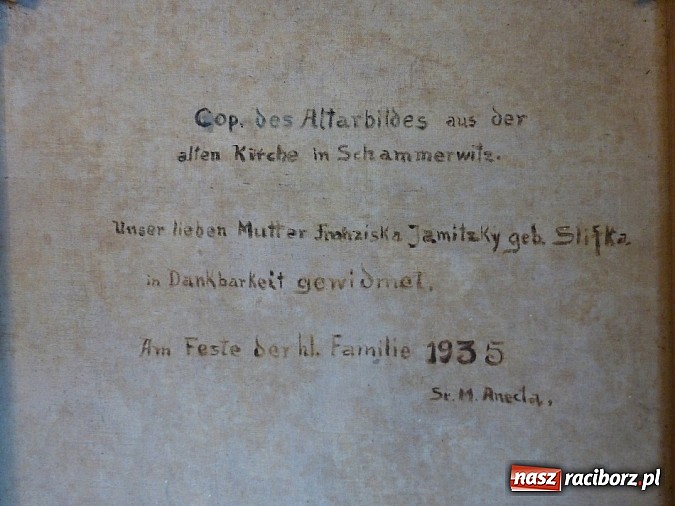 Cop. des Altarbildes aus der
alten Kirche in Schammerwitz.
Unser lieben Mutter Franziska Jamitzky geb. Slifka
in Dankbarkeit gewidmet.
Am Feste der hl. Familie 1935
Sr. M. Anecla.
nasz raciborz.pl